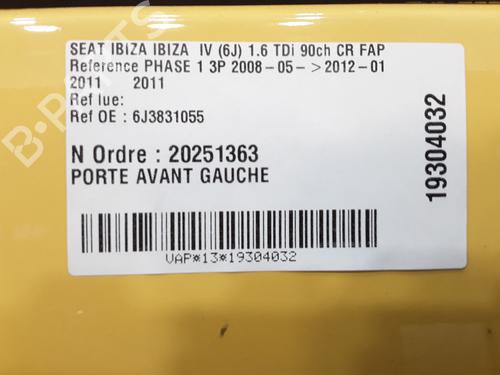 SEAT IBIZA IBIZA IV (6J) 1.6 TDi 90ch CR FAP
Reference PHASE 1 3P 2008-05->2012-01
2011 2011
Ref lue:
Ref OE : 6J3831055
N Ordre : 20251363
PORTE AVANT GAUCHE
VAP*13*19304032
19304032
B-PARTS